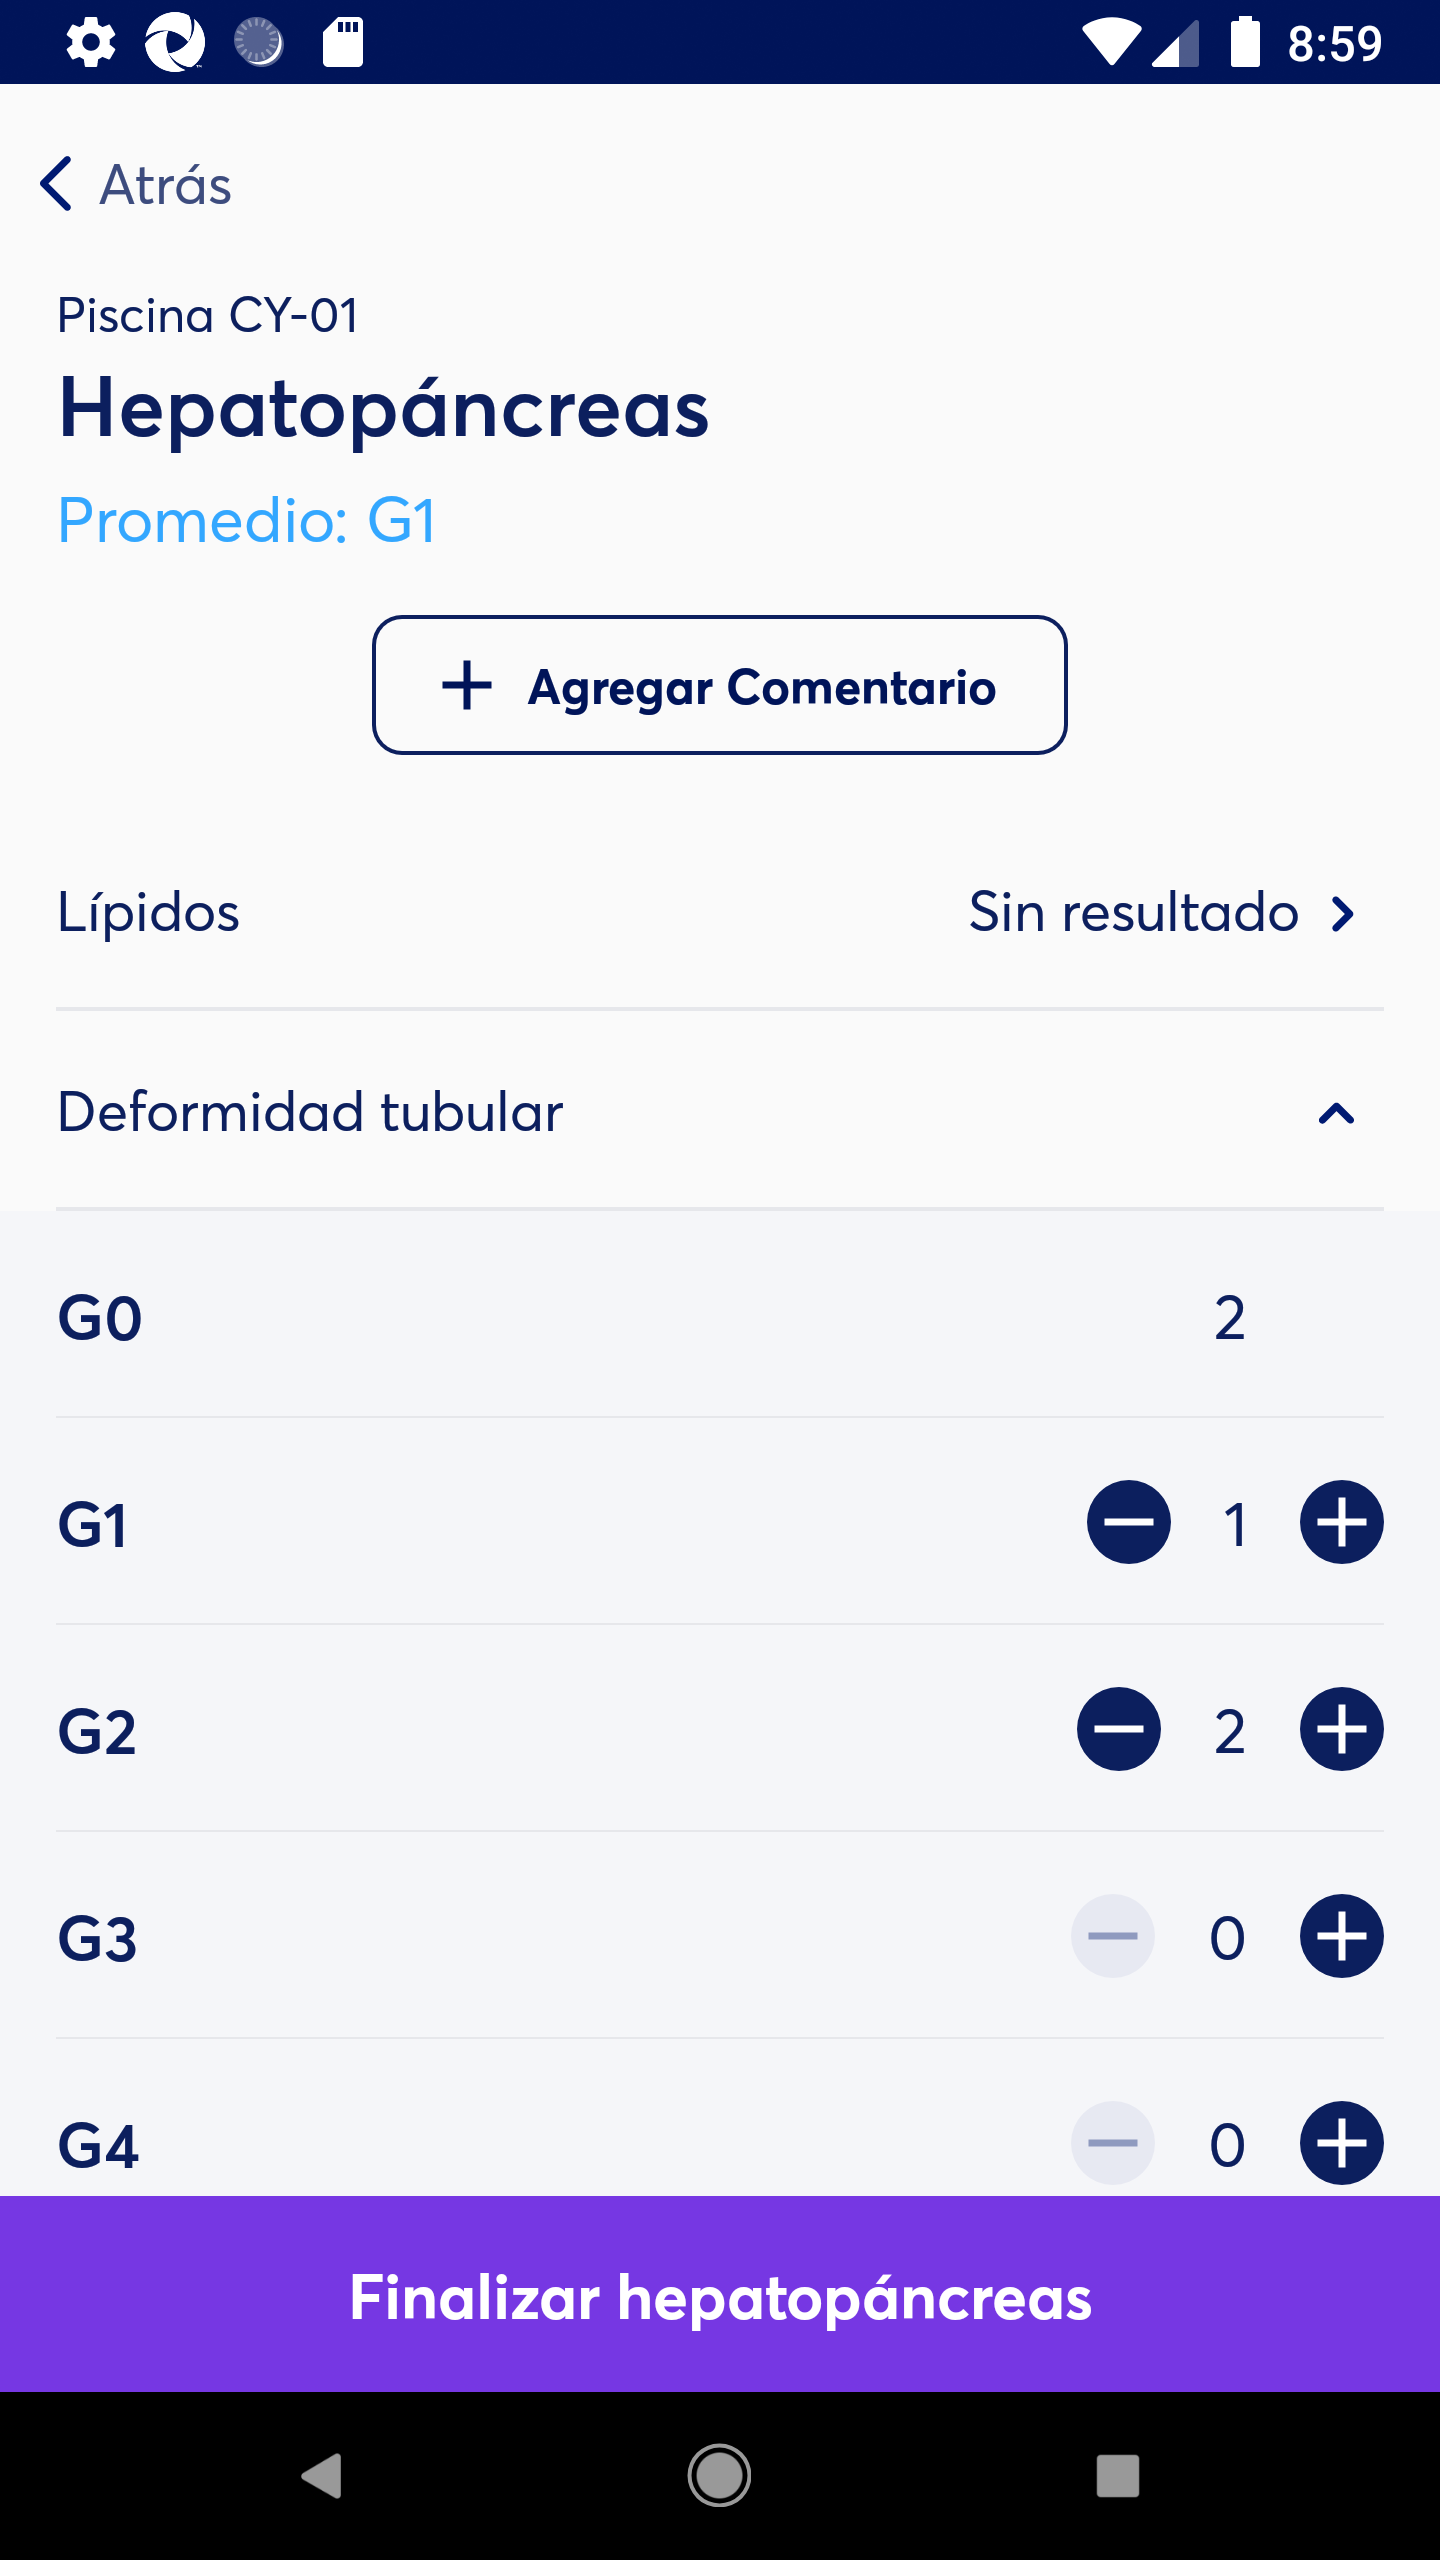 8:59
Atrás
Piscina CY-01
Hepatopáncreas
Promedio: G1
Agregar Comentario
Lípidos Sin resultado
Deformidad tubular
G0 2
G1 1
G2 2
G3 0
G4 0
Finalizar hepatopáncreas